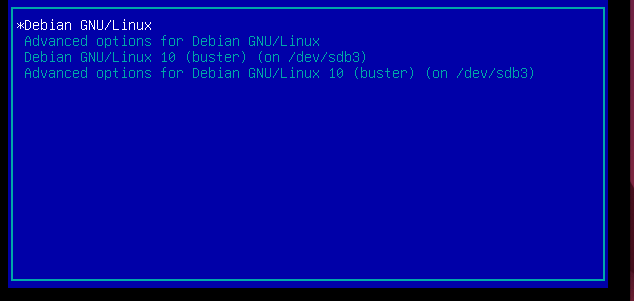 *Debian GNU/Linux
Advanced options for Debian GNU/Linux
Debian GNU/Linux 10 (buster) (on /dev/sdb3)
Advanced options for Debian GNU/Linux 10 (buster) (on /dev/sdb3)